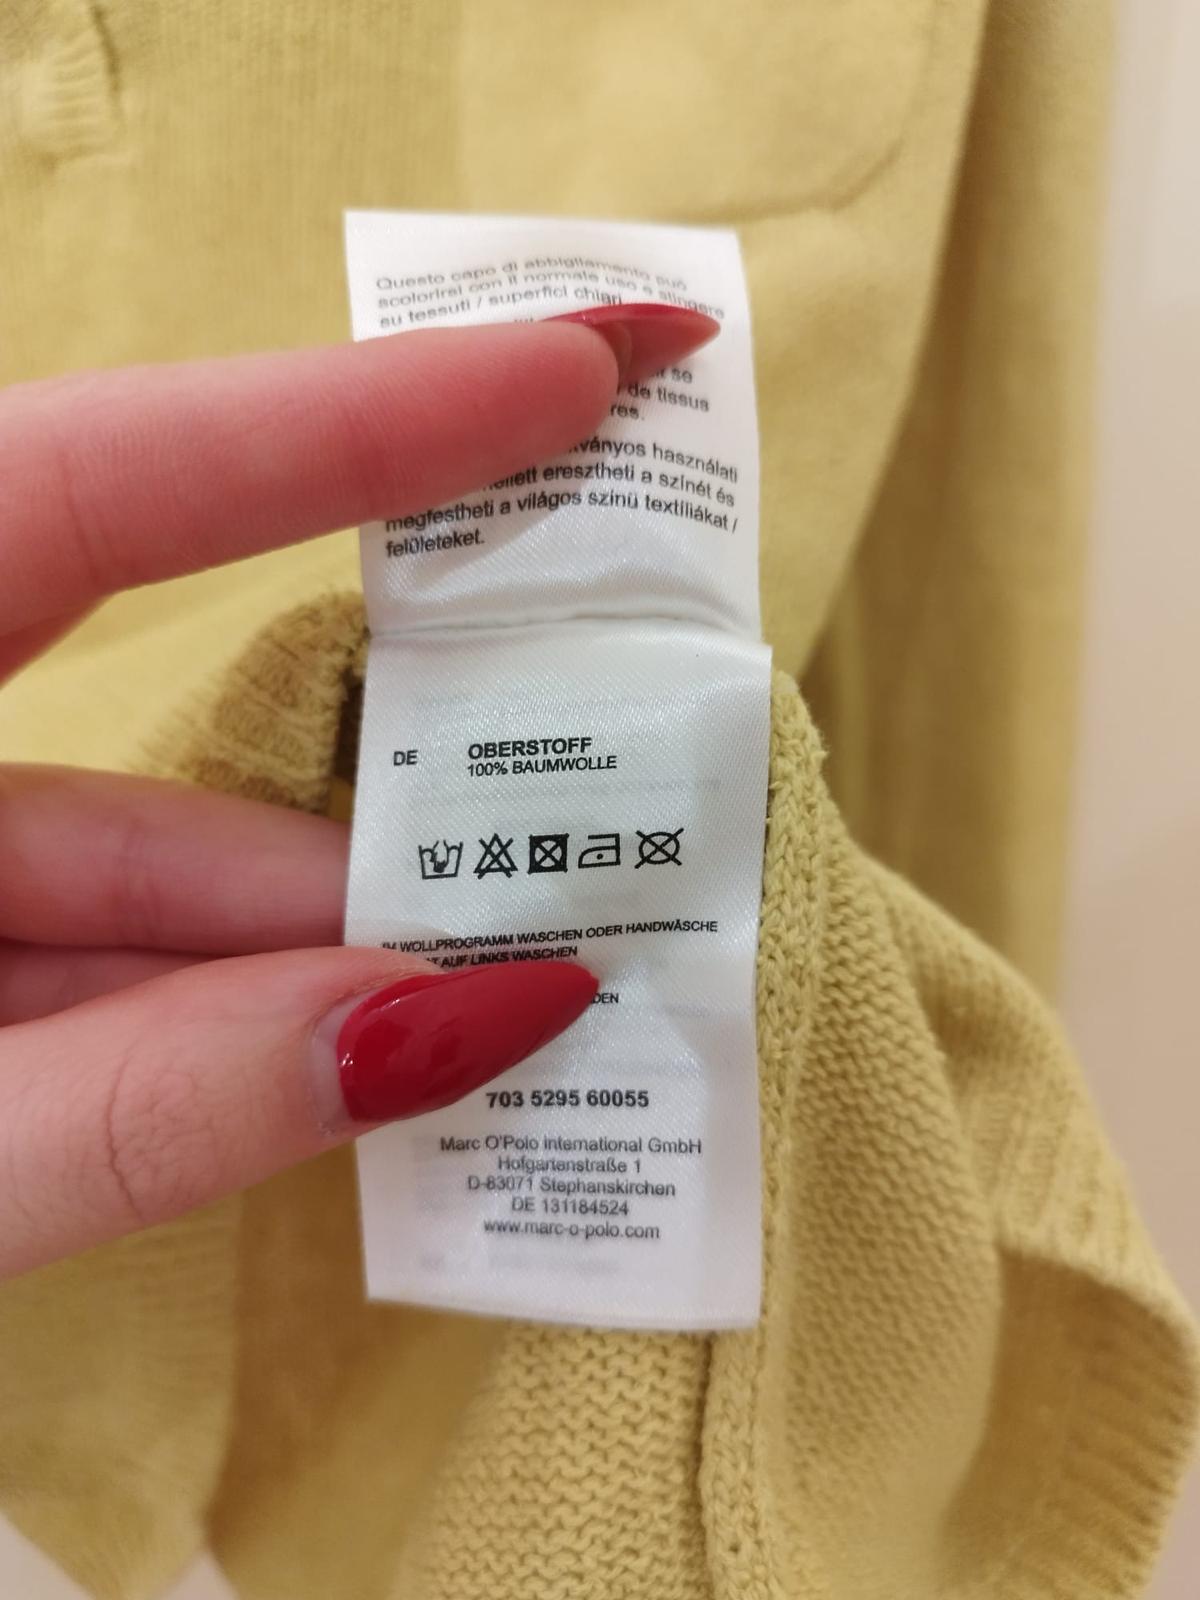 Questo capo di abbigliamento può
scolorirsi con il normale uso e stingere
su tessuti / superfici chiari
se
de tissus
res.
ványos használati
mellett eresztheti a színét és
megfestheti a világos színű textíliákat /
felületeket.
DE OBERSTOFF
100% BAUMWOLLE
WOLLPROGRAMM WASCHEN ODER HANDWÄSCHE
AUF LINKS WASCHEN
DEN
703 5295 60055
Marc O'Polo International GmbH
Hofgartenstraße 1
D-83071 Stephanskirchen
DE 131184524
www.marc-o-polo.com